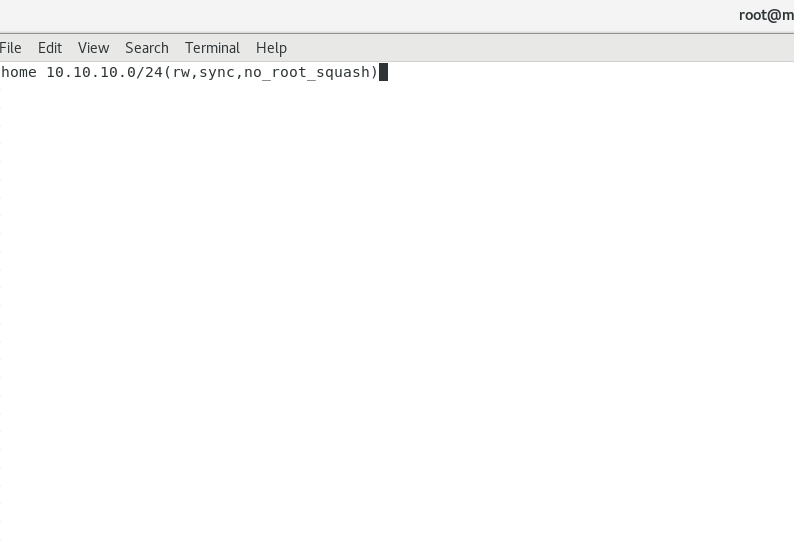 root@m
File Edit View Search Terminal Help
home 10.10.10.0/24(rw,sync,no_root_squash)